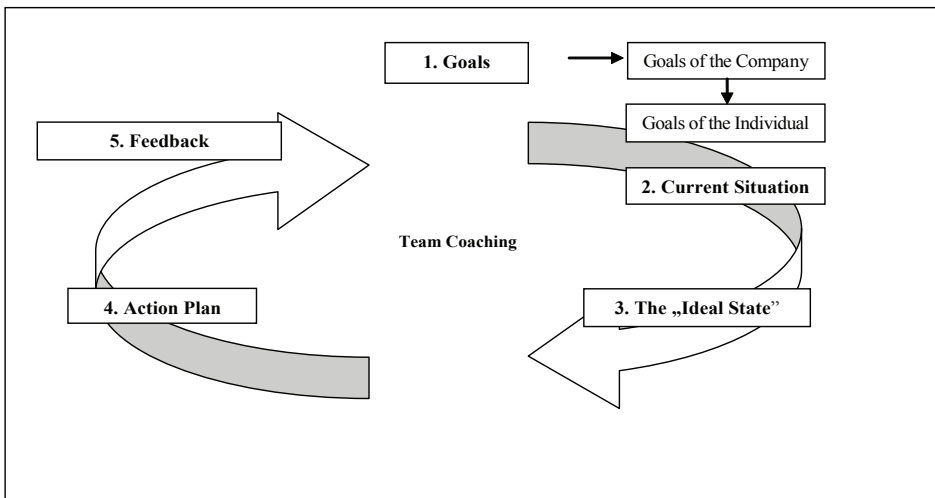 1. Goals
Goals of the Company
Goals of the Individual
2. Current Situation
3. The „Ideal State”
4. Action Plan
5. Feedback
Team Coaching